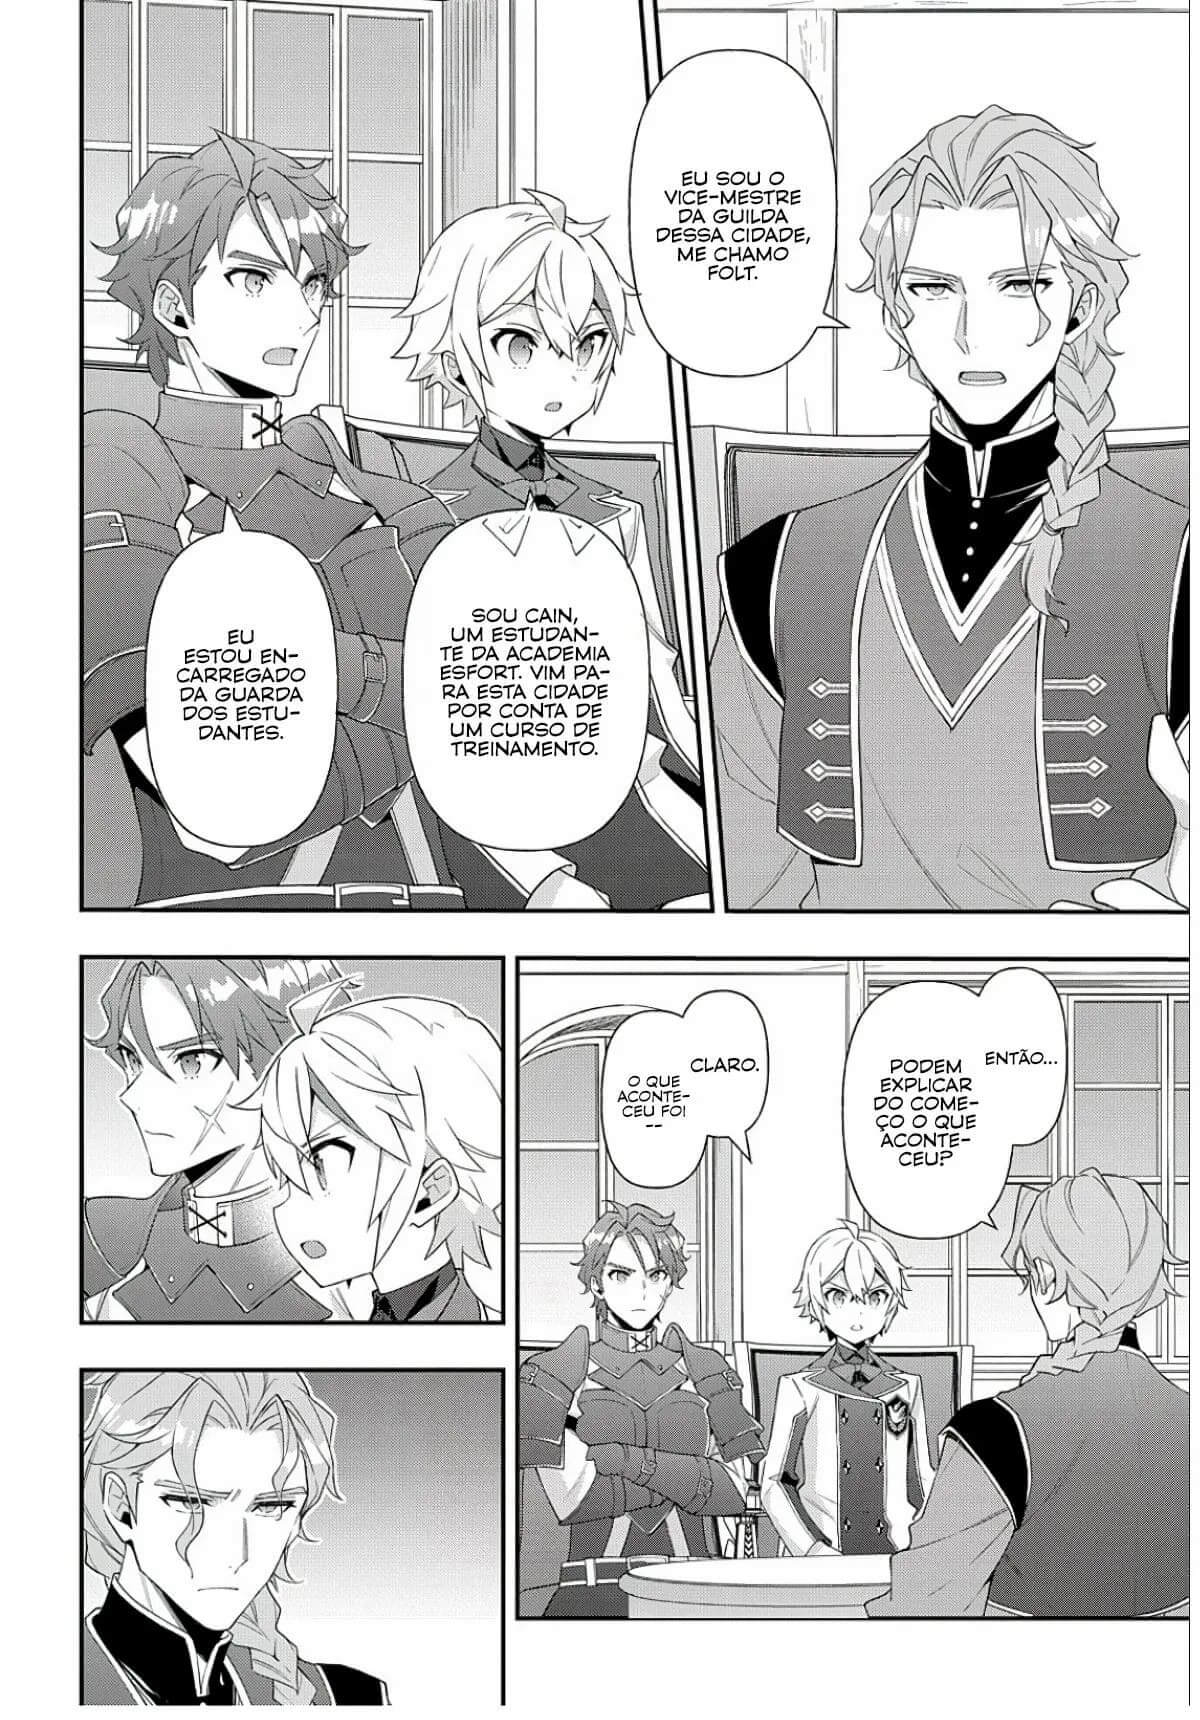 EU SOU O
VICE-MESTRE
DA GUILDA
DESSA CIDADE,
ME CHAMO
FOLT.
SOU CAIN,
UM ESTUDAN-
TE DA ACADEMIA
ESFORT. VIM PA-
RA ESTA CIDADE
POR CONTA DE
UM CURSO DE
TREINAMENTO.
EU
ESTOU EN-
CARREGADO
DA GUARDA
DOS ESTU-
DANTES.
ENTÃO...
PODEM
EXPLICAR
DO COME-
ÇO O QUE
ACONTE-
CEU?
CLARO.
O QUE
ACONTE-
CEU FOI
--